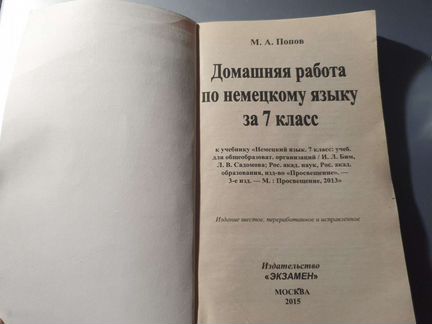 М. А. Попов
Домашняя работа
по немецкому языку
за 7 класс
к учебнику «Немецкий язык. 7 класс: учеб.
для общеобразоват. организаций / И. Л. Бим,
Л. В. Садомова; Рос. акад. наук, Рос. акад.
образования, изд-во «Просвещение». —
3-е изд. — М. : Просвещение, 2013»
Издание шестое, переработанное и исправленное
Издательство
«ЭКЗАМЕН»
МОСКВА
2015